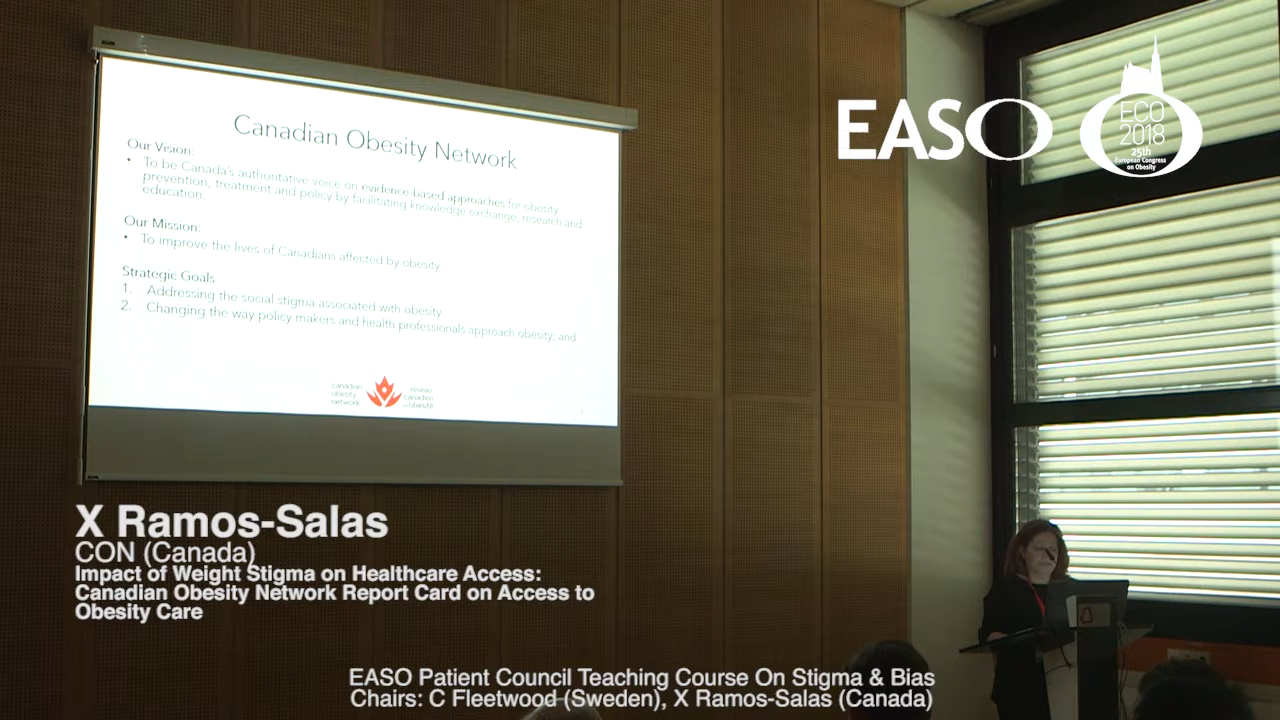 Canadian Obesity Network
Our Vision:
• To be Canada's authoritative voice on evidence-based approaches for obesity
prevention, treatment and policy by facilitating knowledge exchange, research and
education.
Our Mission:
• To improve the lives of Canadians affected by obesity
Strategic Goals
1. Addressing the social stigma associated with obesity
2. Changing the way policy makers and health professionals approach obesity; and
canadian
obesity
network
réseau
canadien
en obésité
EASO
ECO
2018
25th
European Congress
on Obesity
X Ramos-Salas
CON (Canada)
Impact of Weight Stigma on Healthcare Access:
Canadian Obesity Network Report Card on Access to
Obesity Care
EASO Patient Council Teaching Course On Stigma & Bias
Chairs: C Fleetwood (Sweden), X Ramos-Salas (Canada)